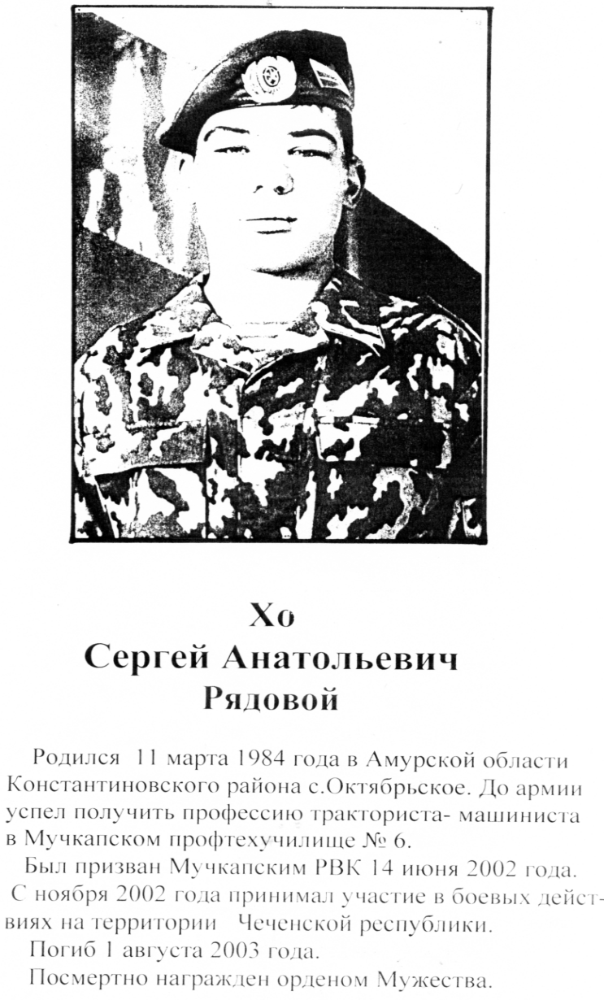 Хо
Сергей Анатольевич
Рядовой
Родился 11 марта 1984 года в Амурской области
Константиновского района с.Октябрьское. До армии
успел получить профессию тракториста- машиниста
в Мучкапском профтехучилище № 6.
Был призван Мучкапским РВК 14 июня 2002 года.
С ноября 2002 года принимал участие в боевых дейст-
виях на территории Чеченской республики.
Погиб 1 августа 2003 года.
Посмертно награжден орденом Мужества.